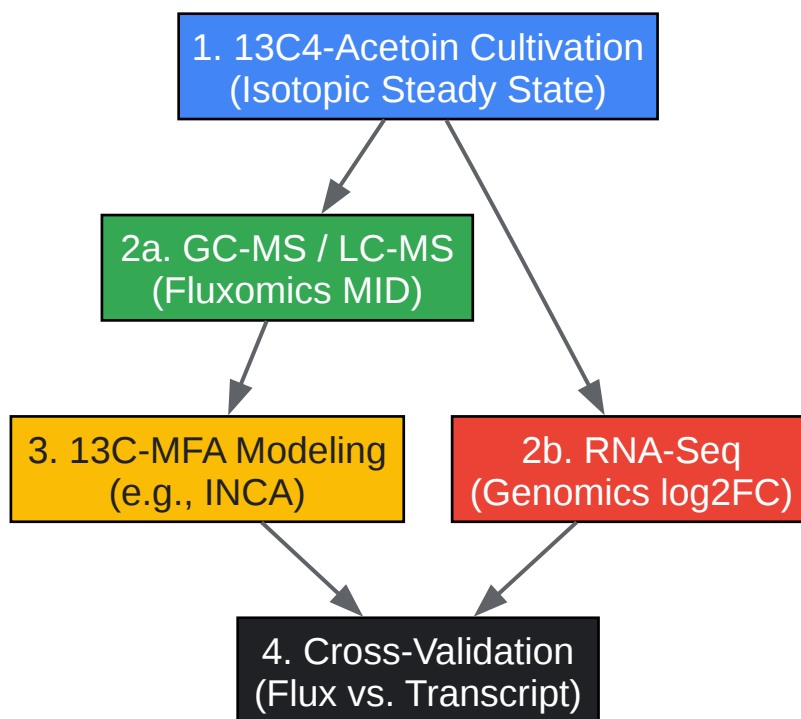 1. 13C4-Acetoin Cultivation
(Isotopic Steady State)
2a. GC-MS / LC-MS
(Fluxomics MID)
3. 13C-MFA Modeling
(e.g., INCA)
2b. RNA-Seq
(Genomics log2FC)
4. Cross-Validation
(Flux vs. Transcript)